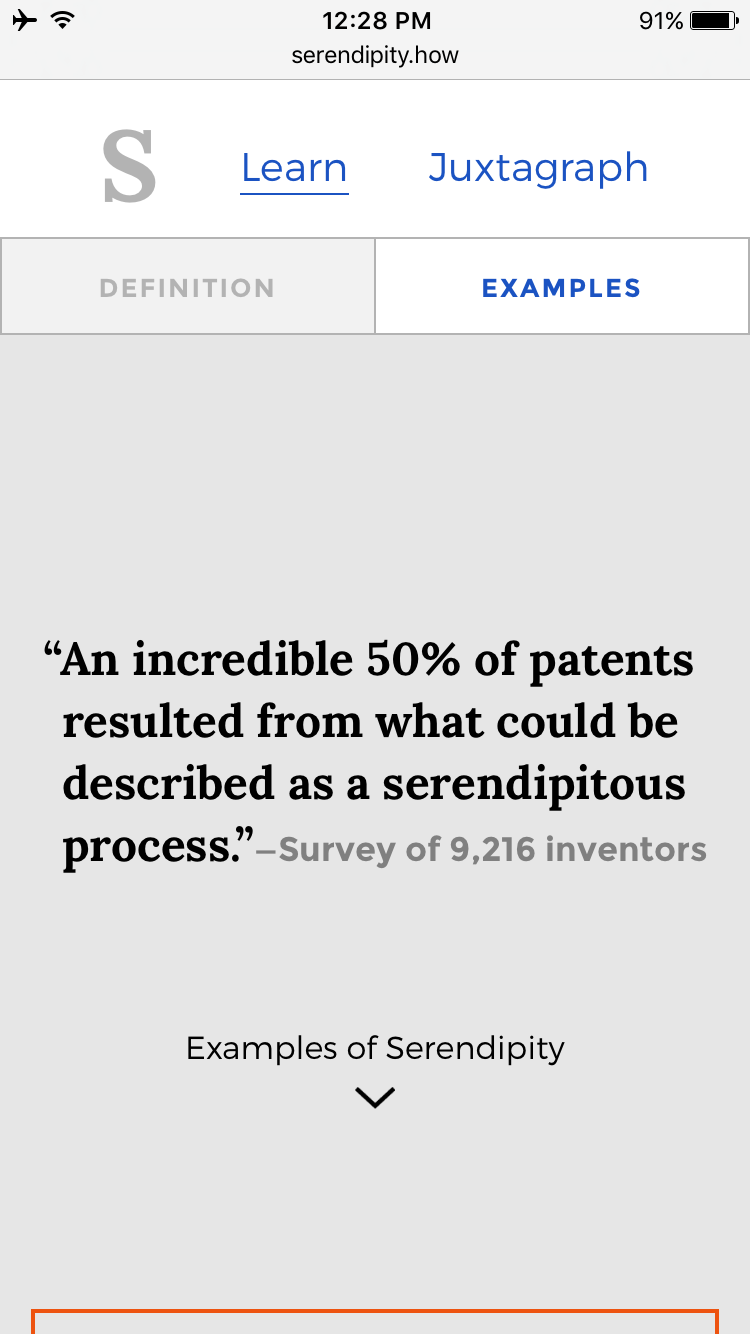 12:28 PM
91%
serendipity.how
S
Learn
Juxtagraph
DEFINITION
EXAMPLES
“An incredible 50% of patents
resulted from what could be
described as a serendipitous
process.”—Survey of 9,216 inventors
Examples of Serendipity